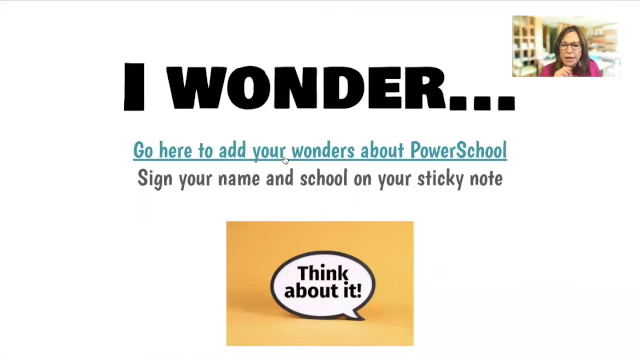 I WONDER...
Go here to add your wonders about PowerSchool
Sign your name and school on your sticky note
Think
about it!